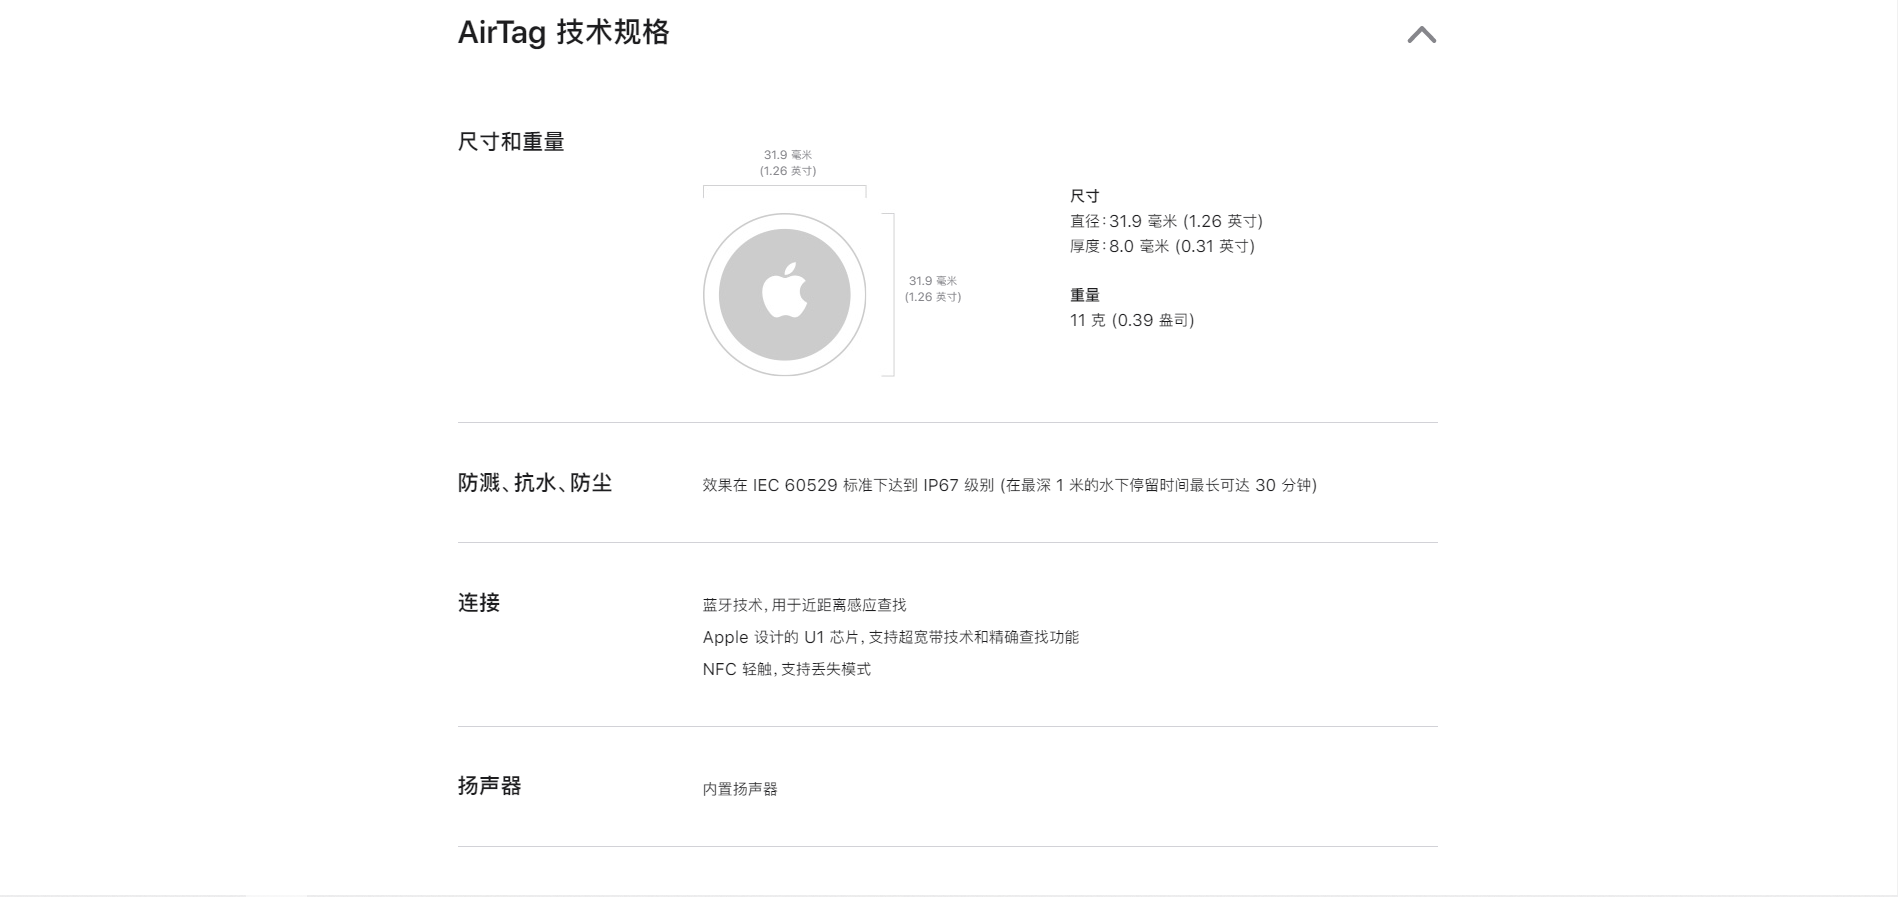 AirTag 技术规格
尺寸和重量
31.9 毫米
(1.26 英寸)
31.9 毫米
(1.26 英寸)
尺寸
直径：31.9 毫米 (1.26 英寸)
厚度：8.0 毫米 (0.31 英寸)
重量
11 克 (0.39 盎司)
防溅、抗水、防尘
效果在 IEC 60529 标准下达到 IP67 级别 (在最深 1 米的水下停留时间最长可达 30 分钟)
连接
蓝牙技术，用于近距离感应查找
Apple 设计的 U1 芯片，支持超宽带技术和精确查找功能
NFC 轻触，支持丢失模式
扬声器
内置扬声器